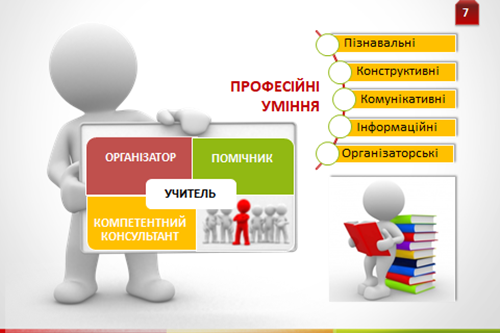 7
ПРОФЕСІЙНІ
УМІННЯ
Пізнавальні
Конструктивні
Комунікативні
Інформаційні
Організаторські
ОРГАНІЗАТОР
ПОМІЧНИК
УЧИТЕЛЬ
КОМПЕТЕНТНИЙ
КОНСУЛЬТАНТ